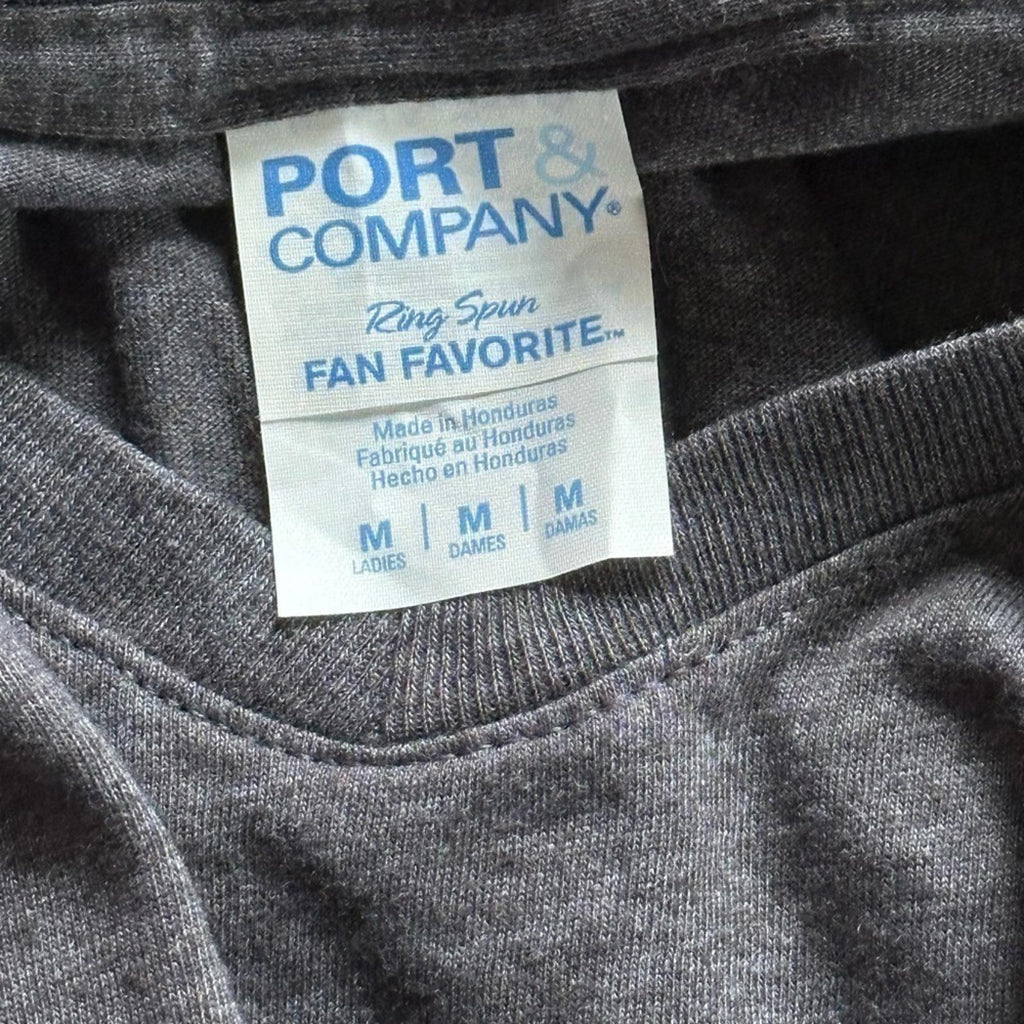 PORT &
COMPANY®
Ring Spun
FAN FAVORITE™
Made in Honduras
Fabriqué au Honduras
Hecho en Honduras
M | M | M
LADIES DAMES DAMAS